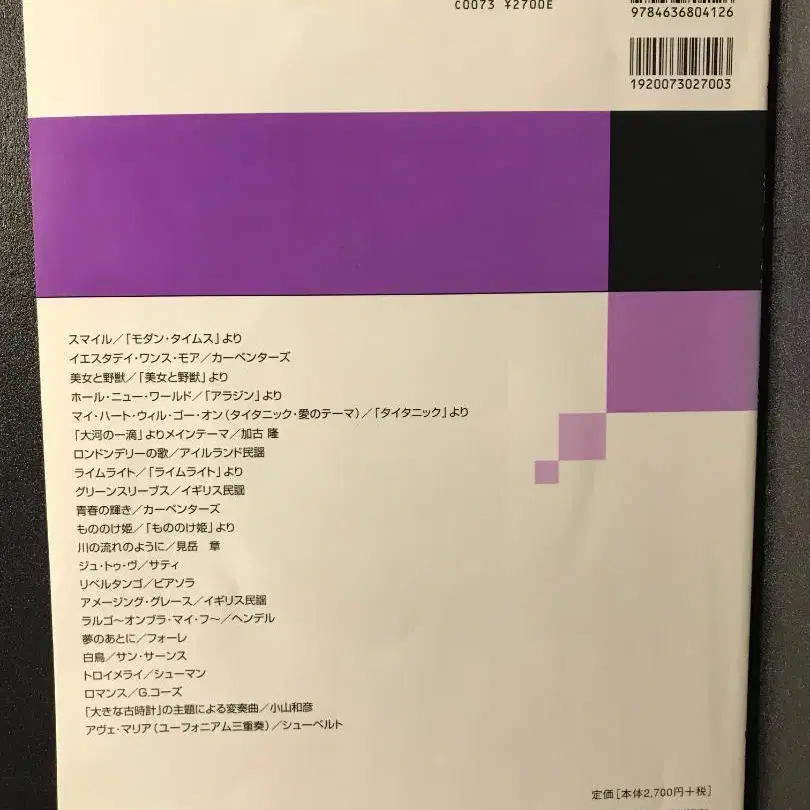 C0073 ¥2700E
9784636804126
1920073027003
スマイル／「モダン・タイムス」より
イエスタデイ・ワンス・モア／カーペンターズ
美女と野獣／「美女と野獣」より
ホール・ニュー・ワールド／「アラジン」より
マイ・ハート・ウィル・ゴー・オン（タイタニック・愛のテーマ）／「タイタニック」より
「大河の一滴」よりメインテーマ／加古 隆
ロンドンデリーの歌／アイルランド民謡
ライムライト／「ライムライト」より
グリーンスリーブス／イギリス民謡
青春の輝き／カーペンターズ
もののけ姫／「もののけ姫」より
川の流れのように／見岳 章
ジュ・トゥ・ヴ／サティ
リベルタンゴ／ピアソラ
アメージング・グレース／イギリス民謡
ラルゴ〜オンブラ・マイ・フ〜／ヘンデル
夢のあとに／フォーレ
白鳥／サン・サーンス
トロイメライ／シューマン
ロマンス／G.コーズ
「大きな古時計」の主題による変奏曲／小山和彦
アヴェ・マリア（ユーフォニアム三重奏）／シューベルト
定価［本体2,700円＋税］